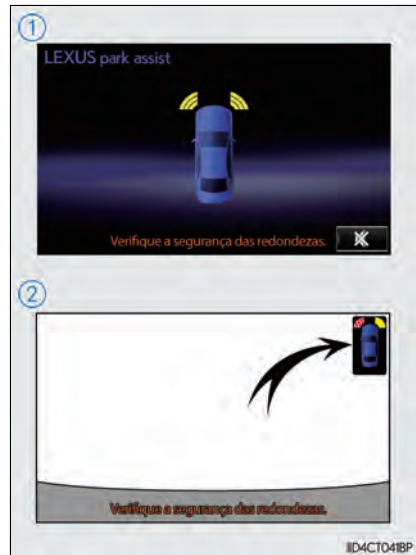 1
LEXUS park assist
Verifique a segurança das redondezas.
2
Verifique a segurança das redondezas.
IID4CT041BP